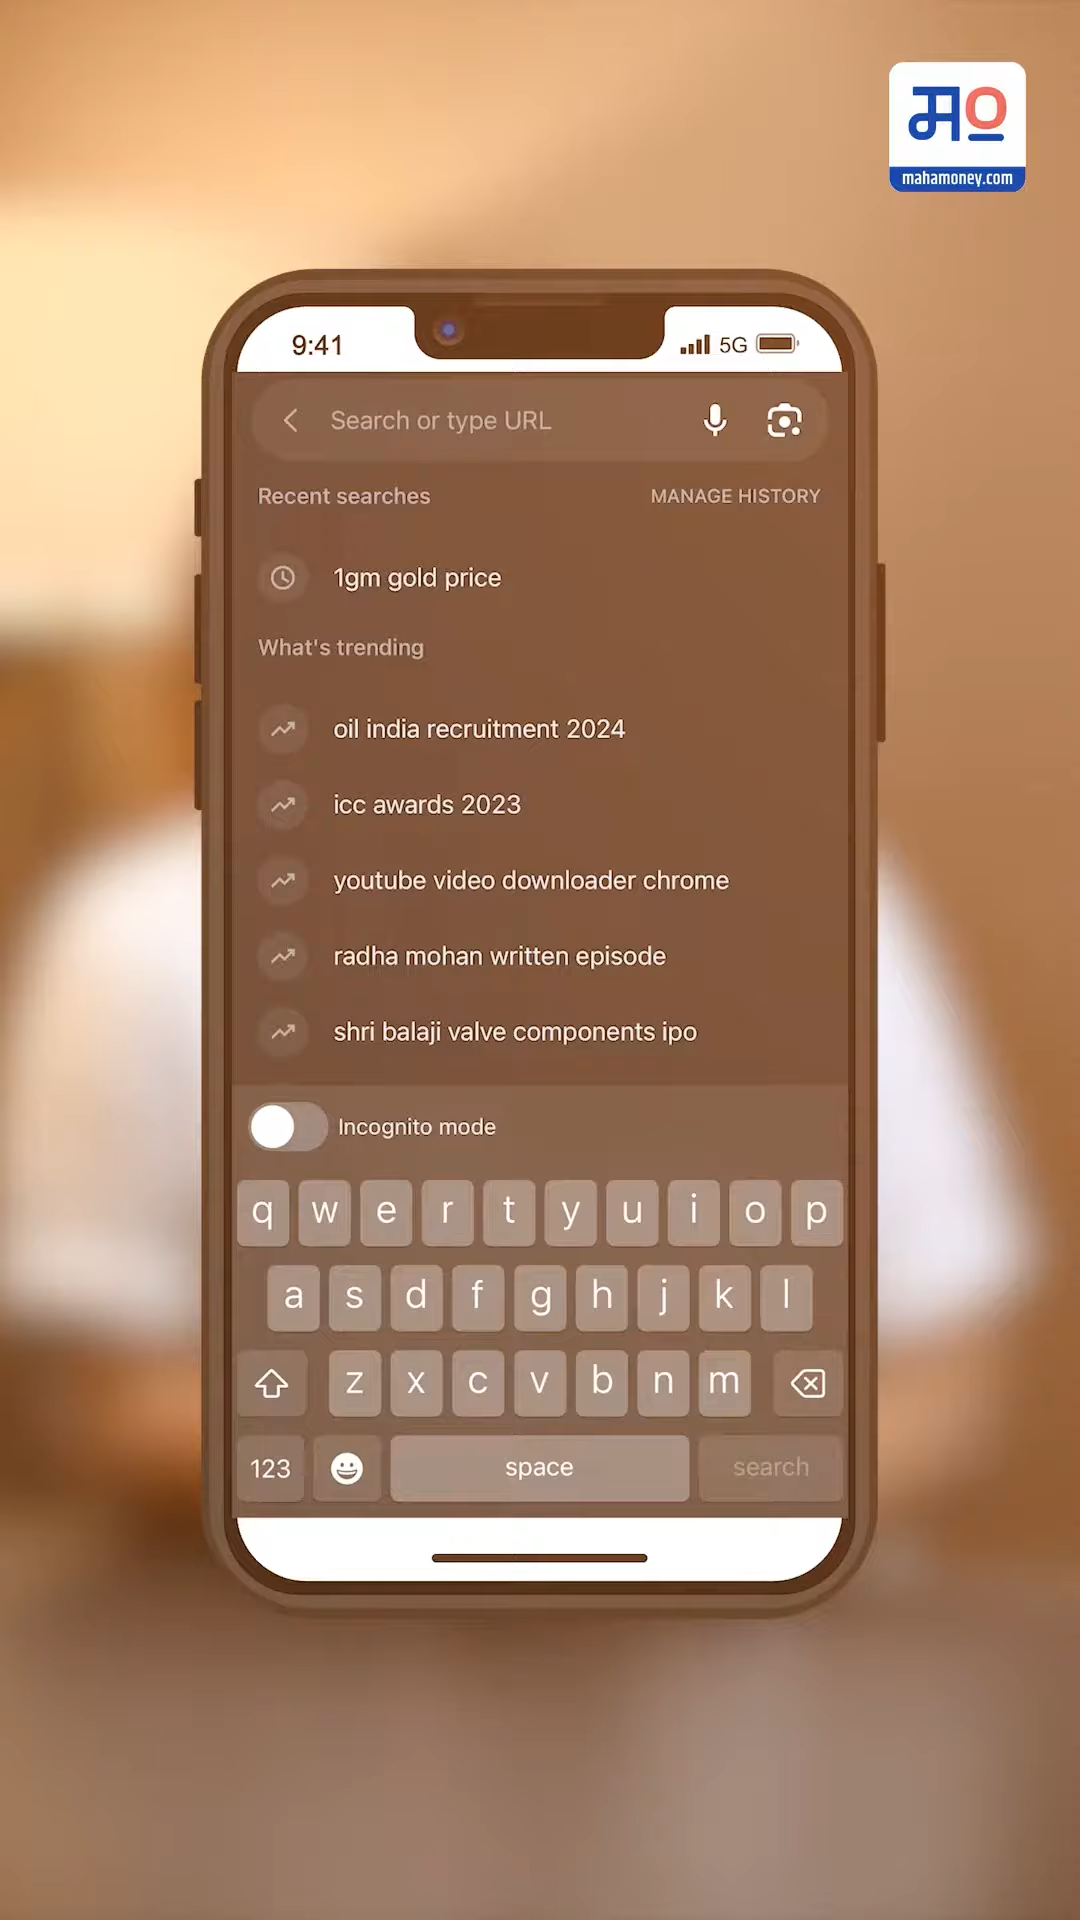 म०
mahamoney.com
9:41
5G
Search or type URL
Recent searches
MANAGE HISTORY
1gm gold price
What's trending
oil india recruitment 2024
icc awards 2023
youtube video downloader chrome
radha mohan written episode
shri balaji valve components ipo
Incognito mode
q w e r t y u i o p
a s d f g h j k l
z x c v b n m
123 space search